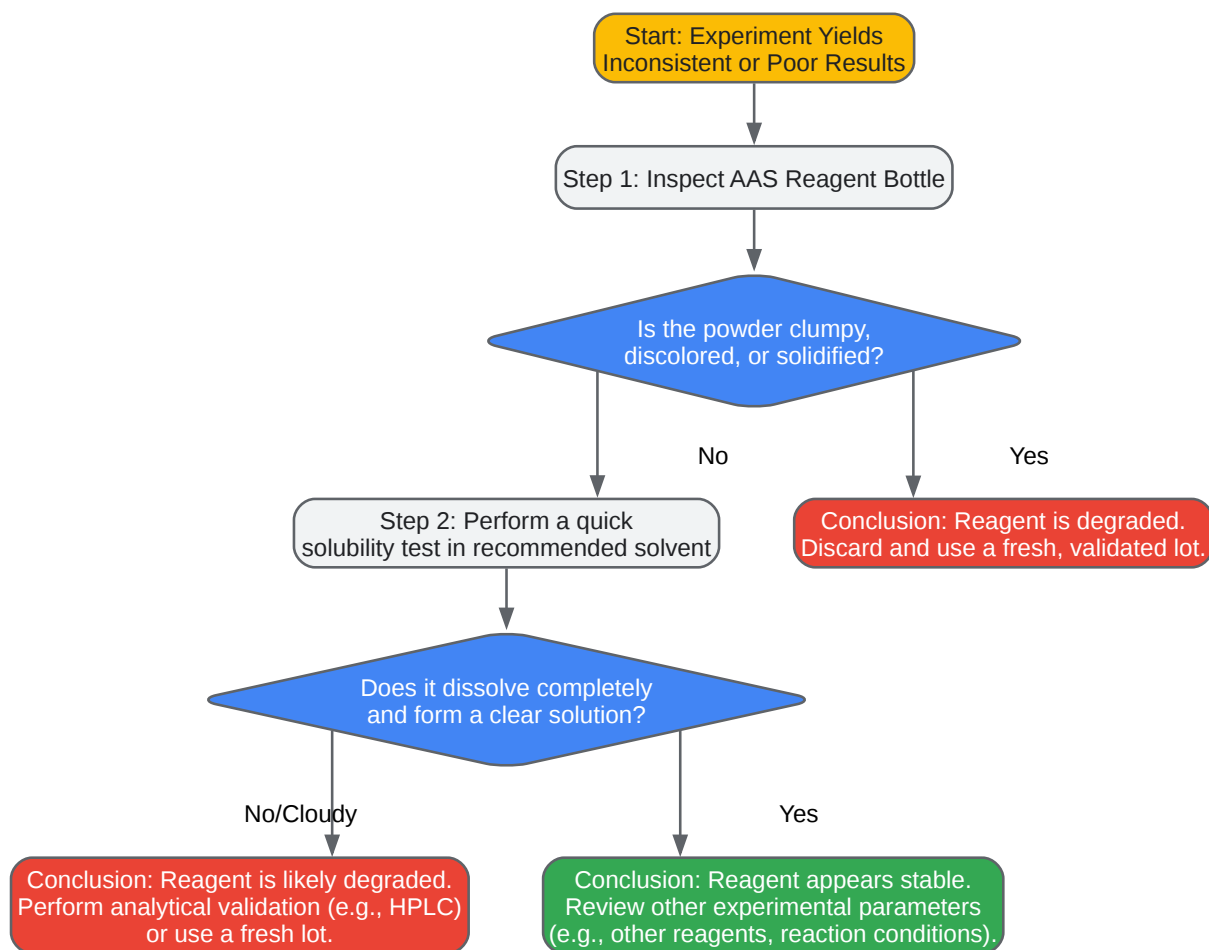 Start: Experiment Yields
Inconsistent or Poor Results
Step 1: Inspect AAS Reagent Bottle
Is the powder clumpy,
discolored, or solidified?
No
Yes
Step 2: Perform a quick
solubility test in recommended solvent
Conclusion: Reagent is degraded.
Discard and use a fresh, validated lot.
Does it dissolve completely
and form a clear solution?
No/Cloudy
Yes
Conclusion: Reagent is likely degraded.
Perform analytical validation (e.g., HPLC)
or use a fresh lot.
Conclusion: Reagent appears stable.
Review other experimental parameters
(e.g., other reagents, reaction conditions).